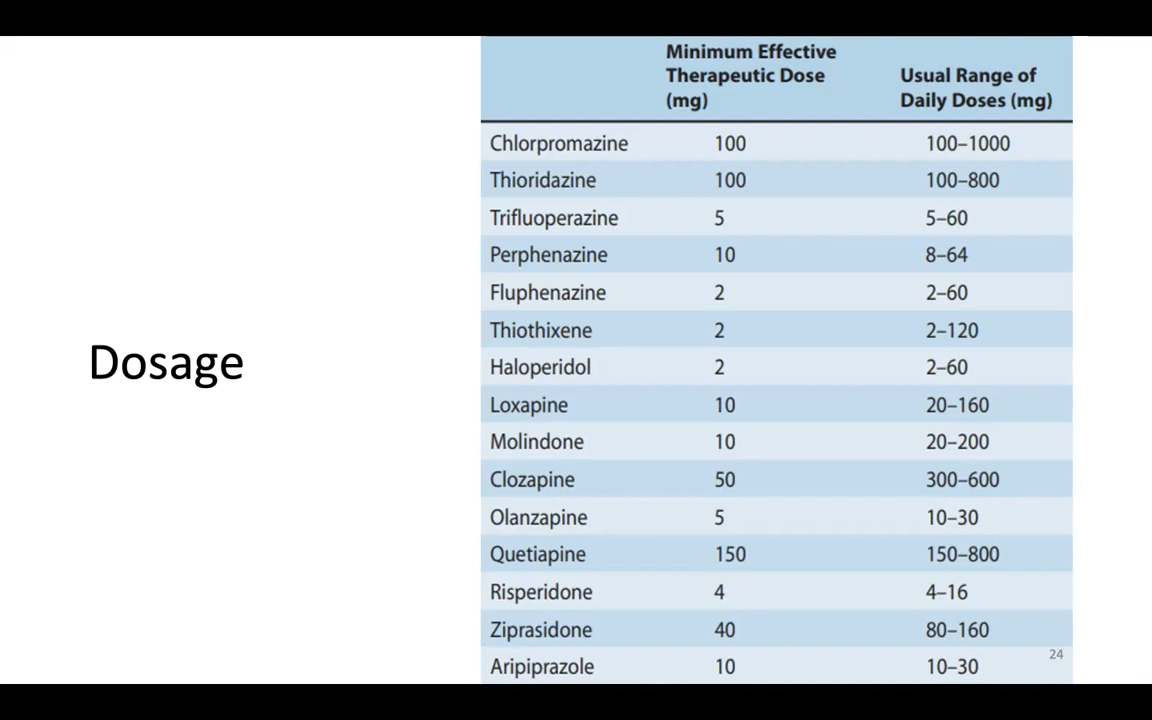 Dosage
Minimum Effective
Therapeutic Dose
(mg)
Usual Range of
Daily Doses (mg)
Chlorpromazine 100 100–1000
Thioridazine 100 100–800
Trifluoperazine 5 5–60
Perphenazine 10 8–64
Fluphenazine 2 2–60
Thiothixene 2 2–120
Haloperidol 2 2–60
Loxapine 10 20–160
Molindone 10 20–200
Clozapine 50 300–600
Olanzapine 5 10–30
Quetiapine 150 150–800
Risperidone 4 4–16
Ziprasidone 40 80–160
Aripiprazole 10 10–30
24